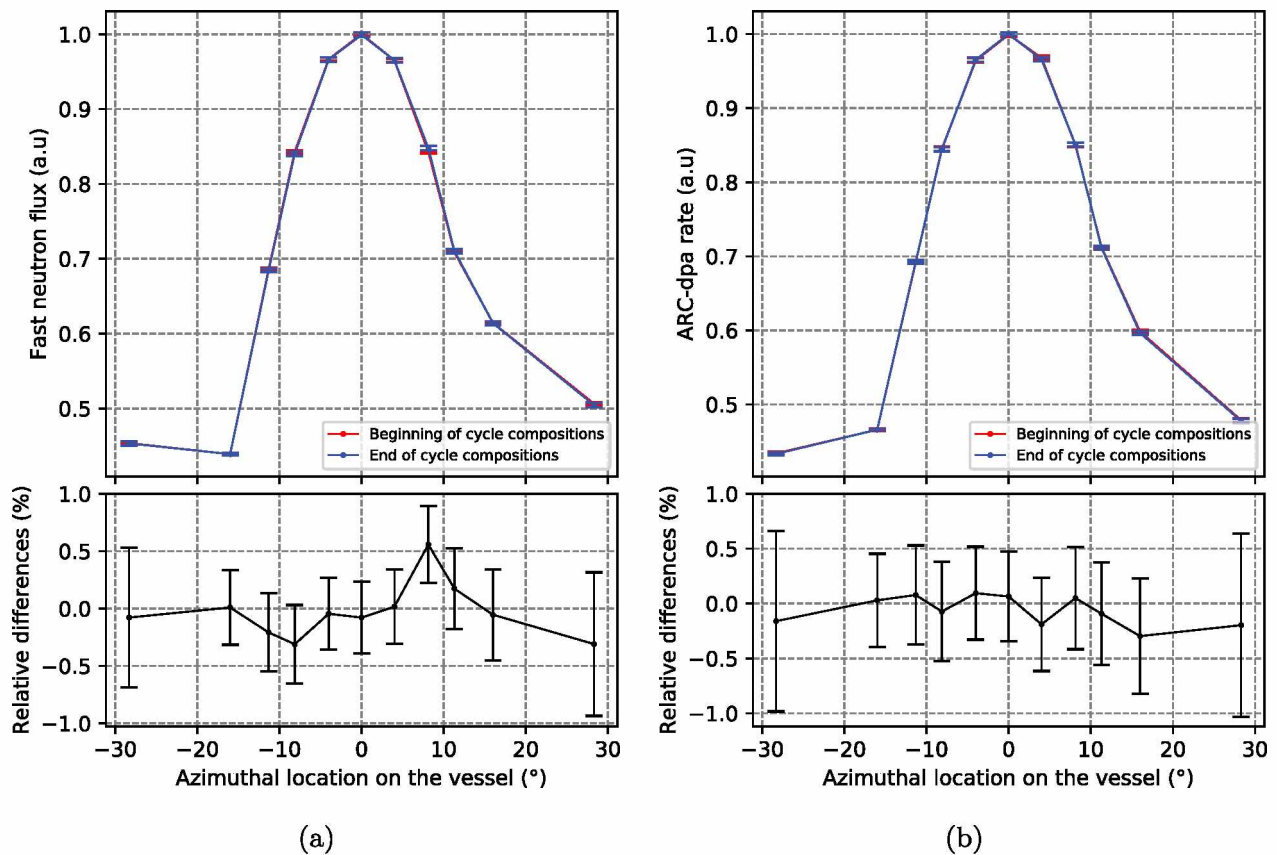 1.0
0.9
0.8
0.7
0.6
0.5
Fast neutron flux (a.u)
Beginning of cycle compositions
End of cycle compositions
1.0
0.5
0.0
−0.5
−1.0
Relative differences (%)
−30 −20 −10 0 10 20 30
Azimuthal location on the vessel (°)
(a)
1.0
0.9
0.8
0.7
0.6
0.5
ARC-dpa rate (a.u)
Beginning of cycle compositions
End of cycle compositions
1.0
0.5
0.0
−0.5
−1.0
Relative differences (%)
−30 −20 −10 0 10 20 30
Azimuthal location on the vessel (°)
(b)